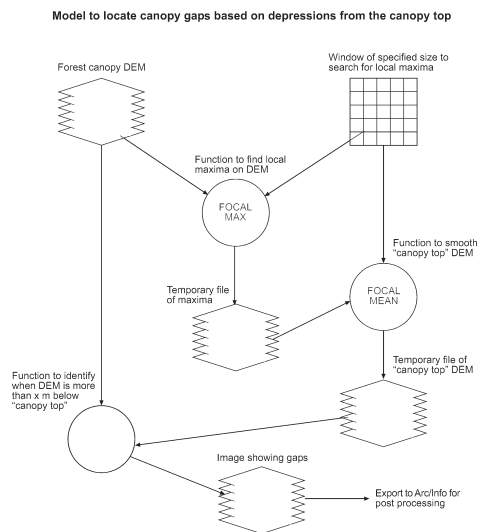 Model to locate canopy gaps based on depressions from the canopy top
Forest canopy DEM
Window of specified size to
search for local maxima
Function to find local
maxima on DEM
FOCAL
MAX
Function to smooth
“canopy top” DEM
Temporary file
of maxima
FOCAL
MEAN
Temporary file of
“canopy top” DEM
Function to identify
when DEM is more
than x m below
“canopy top”
Image showing gaps
Export to Arc/Info for
post processing